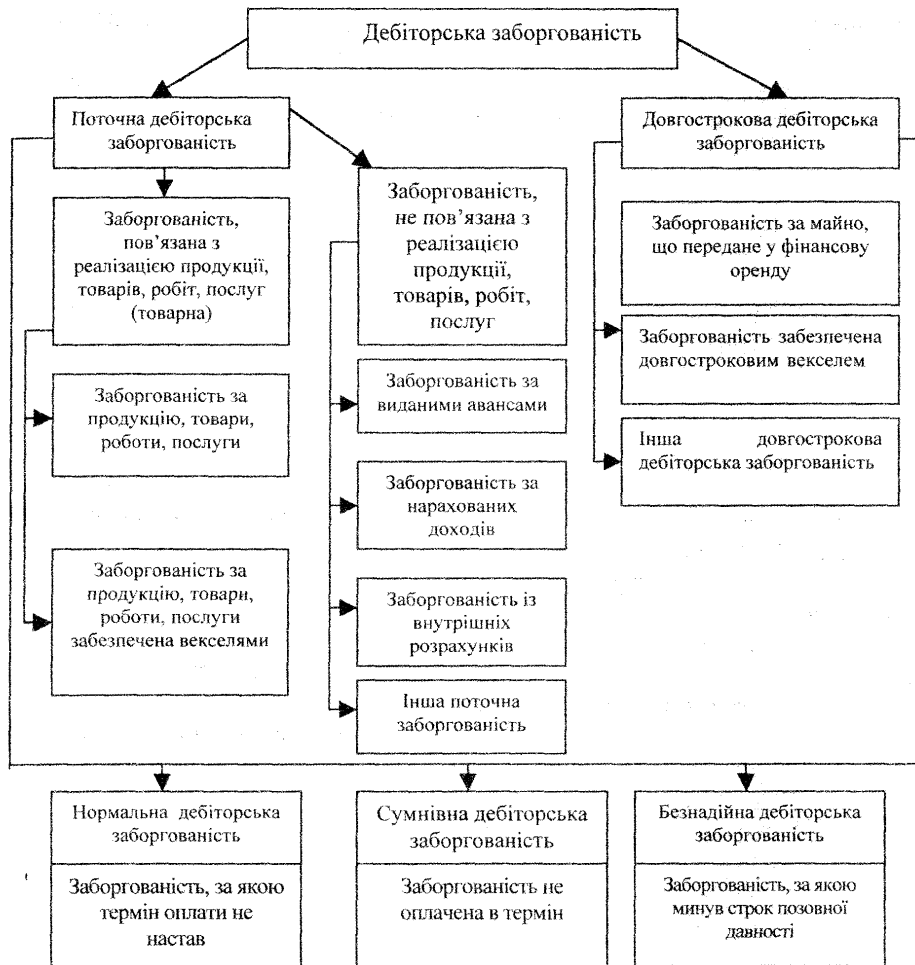 Дебіторська заборгованість
Поточна дебіторська
заборгованість
Довгострокова дебіторська
заборгованість
Заборгованість,
пов’язана з
реалізацією продукції,
товарів, робіт, послуг
(товарна)
Заборгованість,
не пов’язана з
реалізацією
продукції,
товарів, робіт,
послуг
Заборгованість за майно,
що передане у фінансову
оренду
Заборгованість забезпечена
довгостроковим векселем
Інша довгострокова
дебіторська заборгованість
Заборгованість за
продукцію, товари,
роботи, послуги
Заборгованість за
продукцію, товари,
роботи, послуги
забезпечена векселями
Заборгованість за
виданими авансами
Заборгованість за
нарахованих
доходів
Заборгованість із
внутрішніх
розрахунків
Інша поточна
заборгованість
Нормальна дебіторська
заборгованість
Заборгованість, за якою
термін оплати не
настав
Сумнівна дебіторська
заборгованість
Заборгованість не
оплачена в термін
Безнадійна дебіторська
заборгованість
Заборгованість, за якою
минув строк позовної
давності